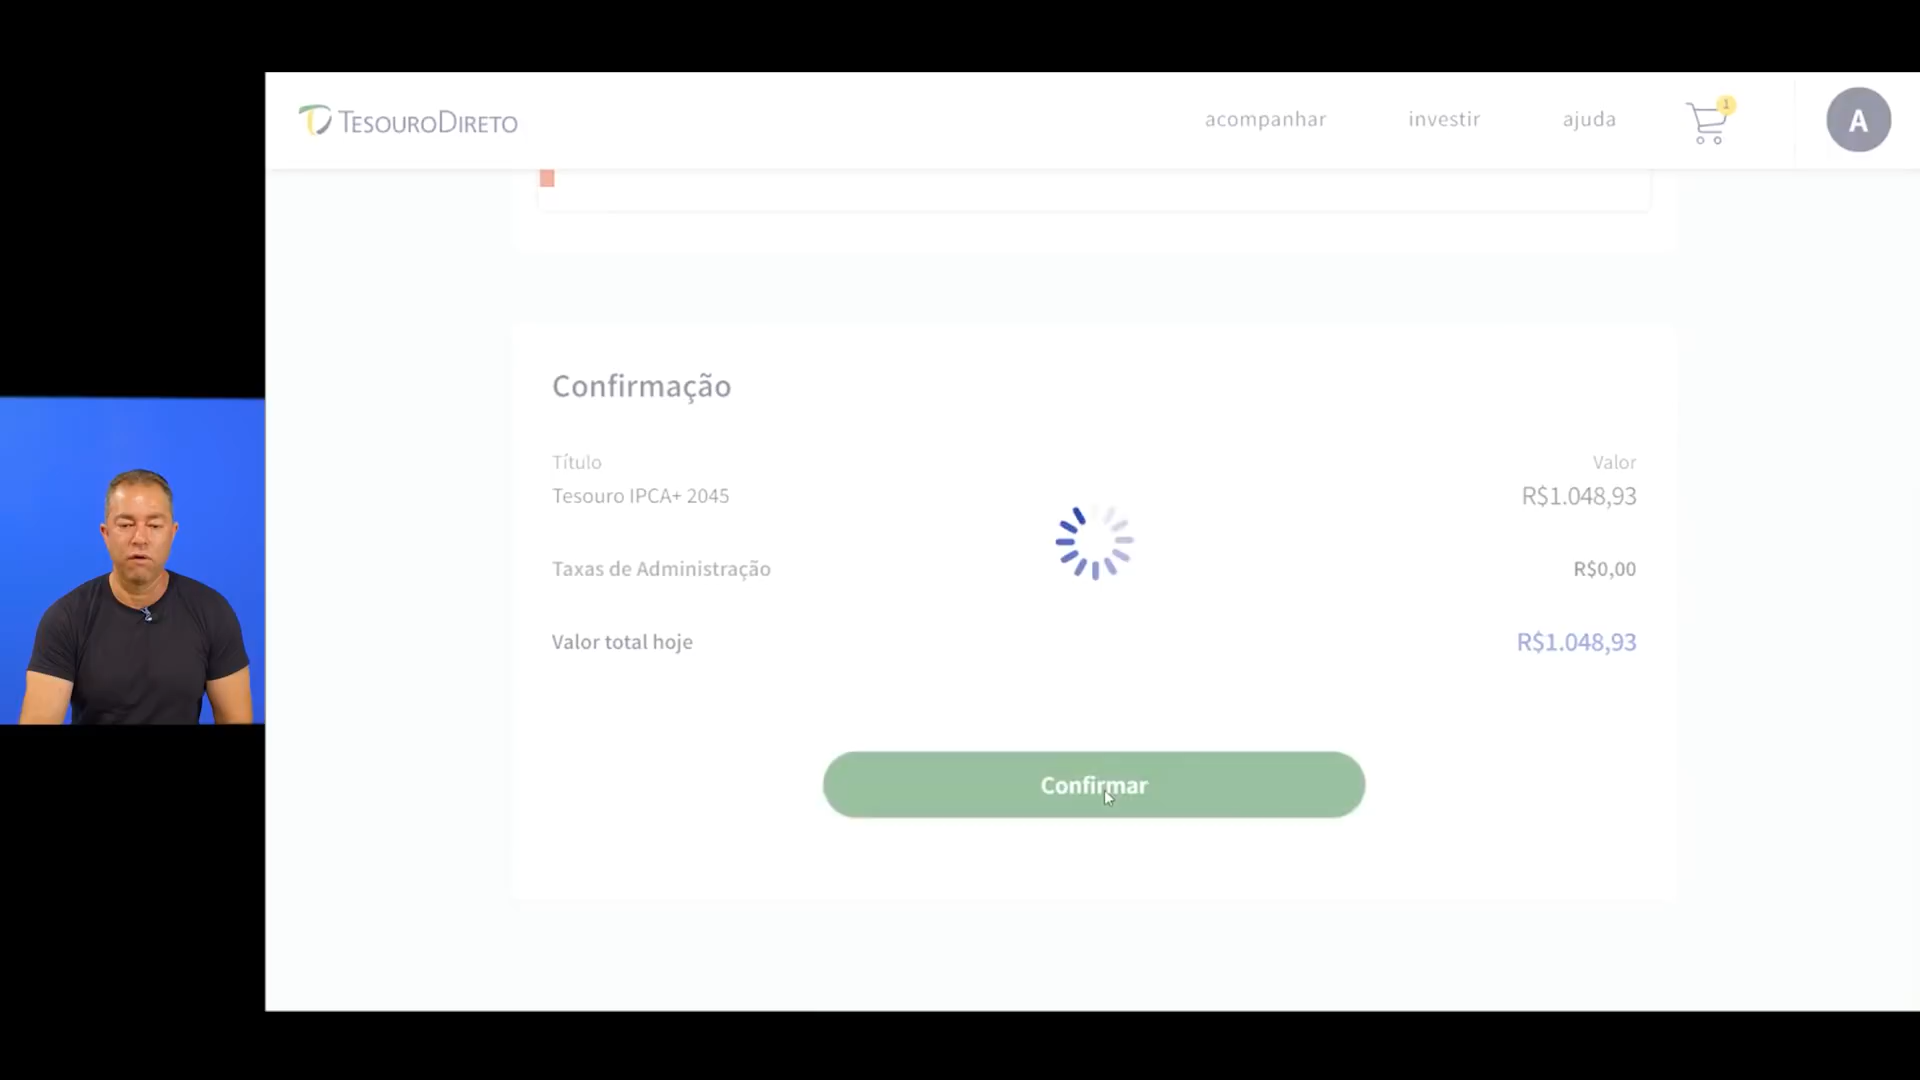 TESOURODIRETO
acompanhar
investir
ajuda
1
A
Confirmação
Título
Valor
Tesouro IPCA+ 2045
R$1.048,93
Taxas de Administração
R$0,00
Valor total hoje
R$1.048,93
Confirmar